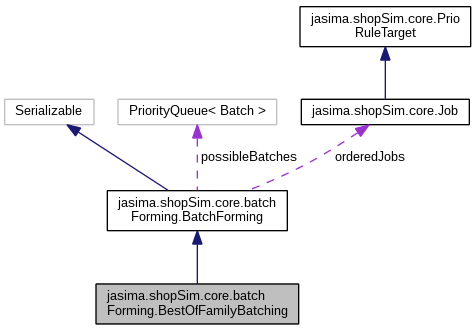 jasima.shopSim.core.Prio
RuleTarget
Serializable
PriorityQueue< Batch >
jasima.shopSim.core.Job
possibleBatches
orderedJobs
jasima.shopSim.core.batch
Forming.BatchForming
jasima.shopSim.core.batch
Forming.BestOfFamilyBatching